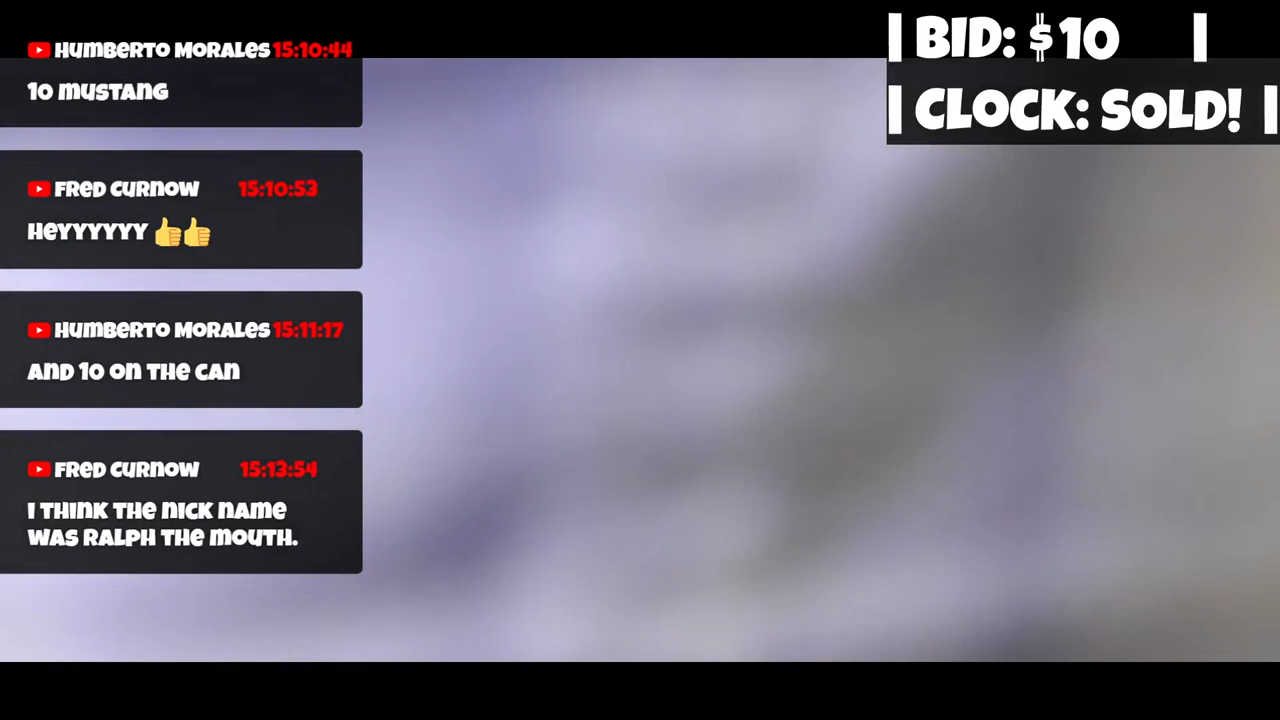 Humberto Morales 15:10:44
10 mustang
Fred Curnow 15:10:53
Heyyyyyy 👍👍
Humberto Morales 15:11:17
And 10 on the can
Fred Curnow 15:13:54
I think the nick name
was Ralph the mouth.
| BID: $10 |
| CLOCK: SOLD! |